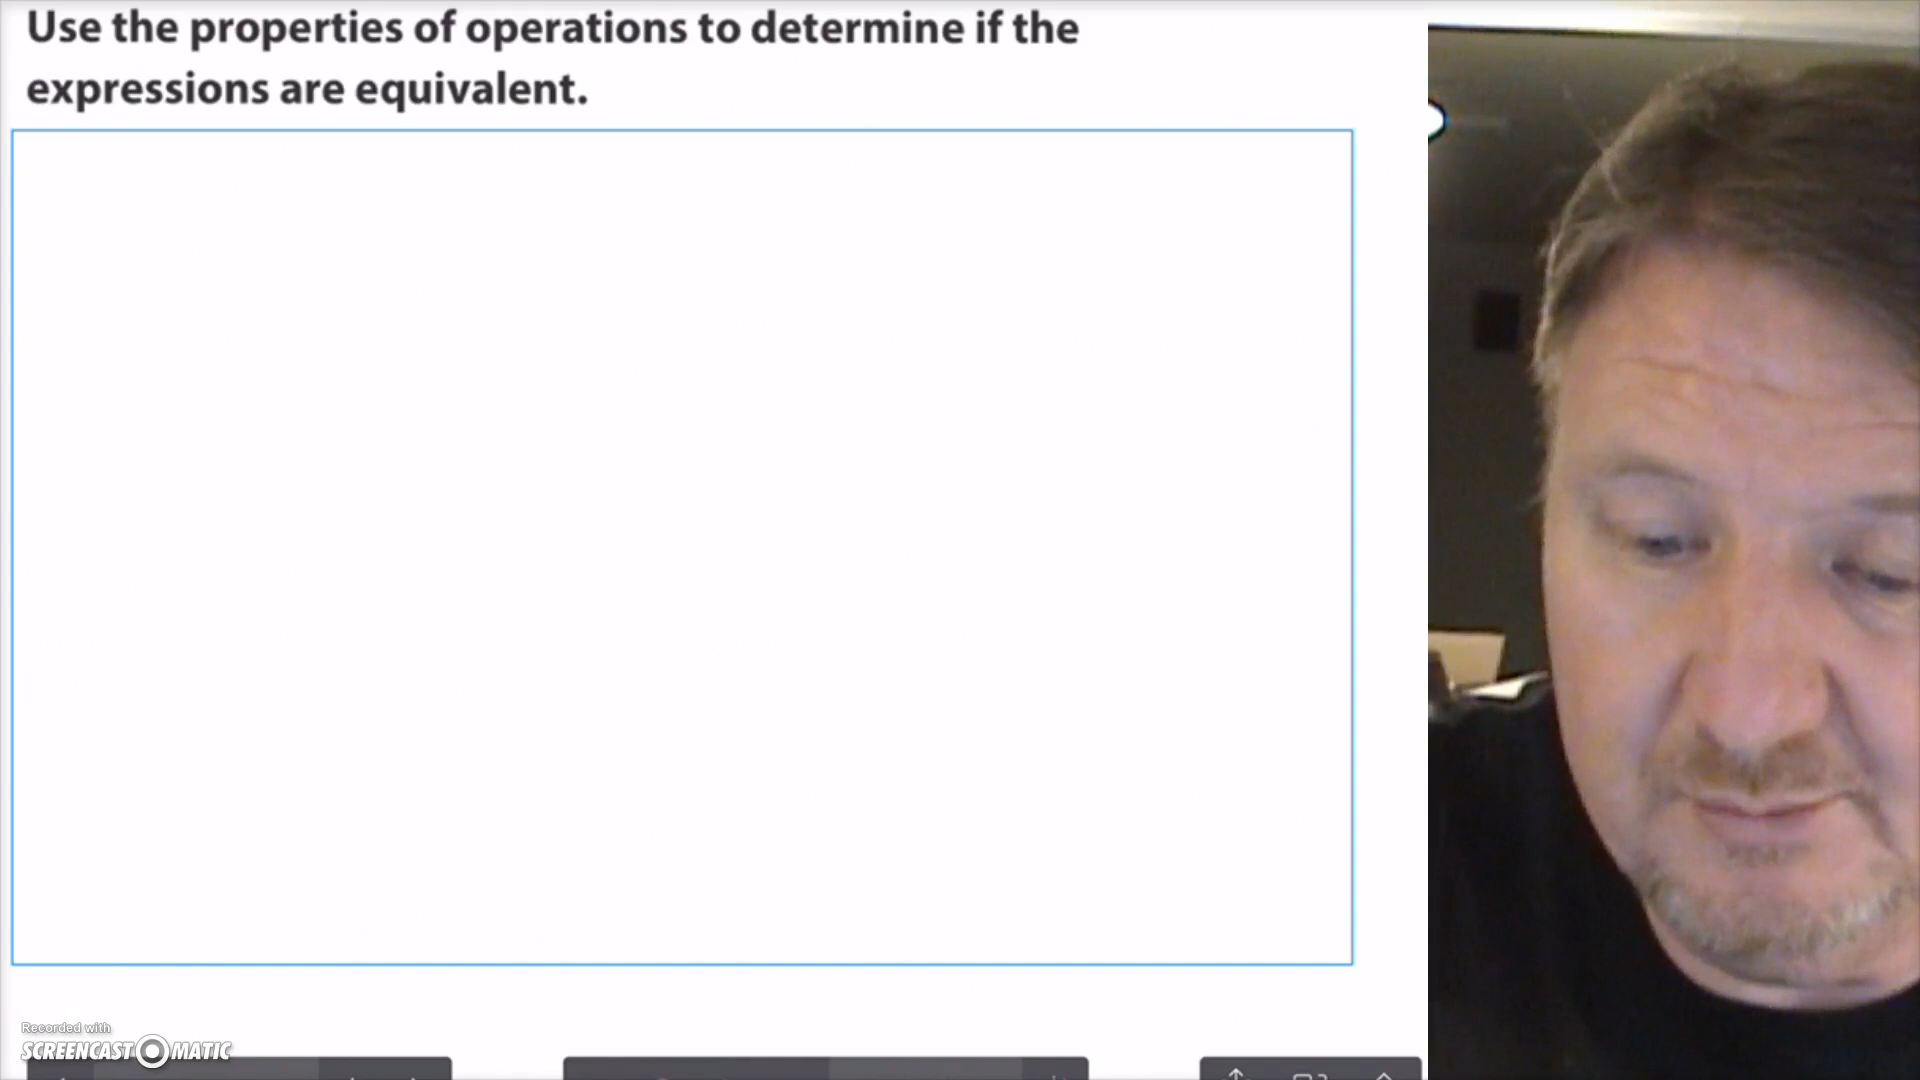 Use the properties of operations to determine if the
expressions are equivalent.
Recorded with
SCREENCAST MATIC